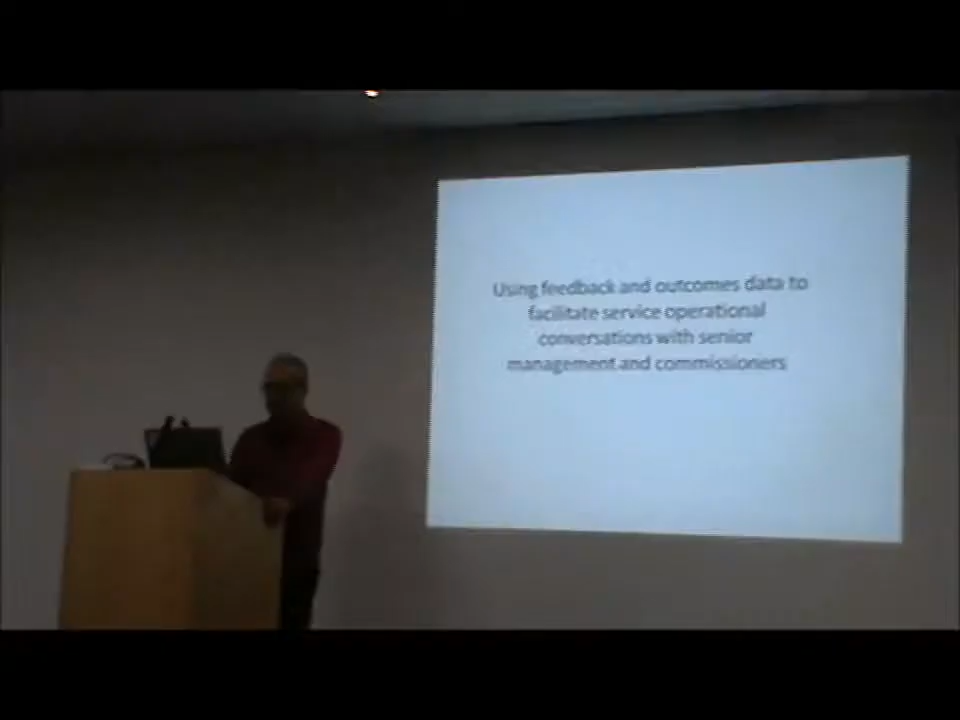 Using feedback and outcomes data to
facilitate service operational
conversations with senior
management and commissioners